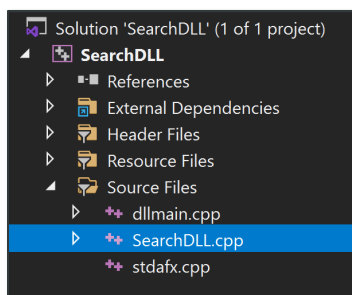 Solution 'SearchDLL' (1 of 1 project)
SearchDLL
References
External Dependencies
Header Files
Resource Files
Source Files
dllmain.cpp
SearchDLL.cpp
stdafx.cpp